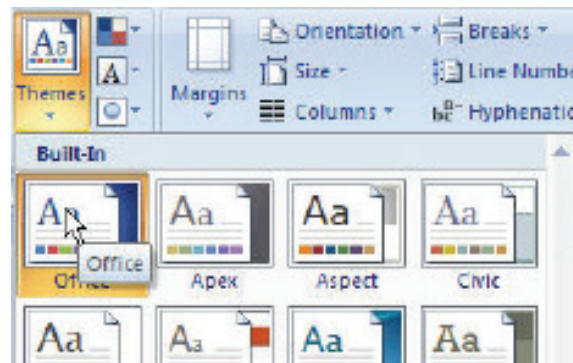 Aa Orientation Breaks
A Size Line Numbe
Themes Margins Columns Hyphenatio
Built-In
Aa Aa Aa
Office
Office Apex Aspect Civic
Aa Aa Aa Aa